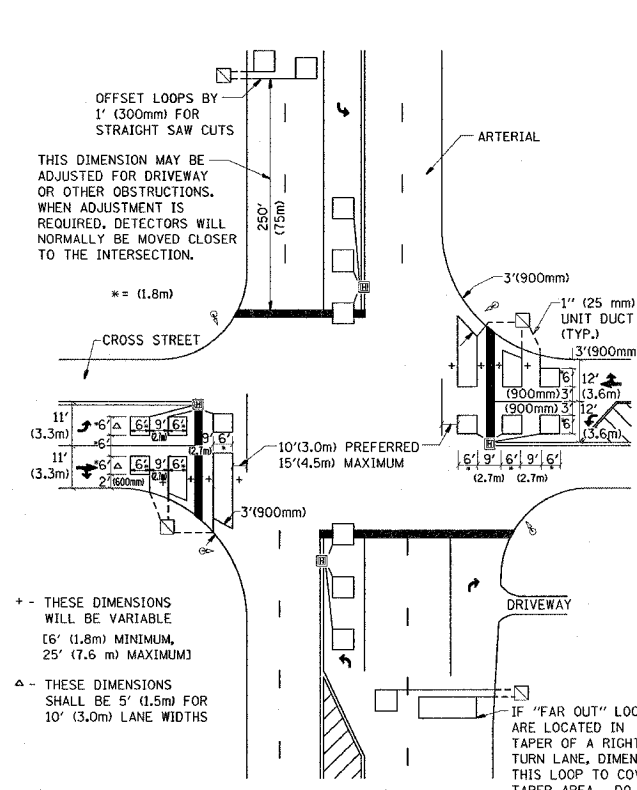 OFFSET LOOPS BY
1' (300mm) FOR
STRAIGHT SAW CUTS
ARTERIAL
THIS DIMENSION MAY BE
ADJUSTED FOR DRIVEWAY
OR OTHER OBSTRUCTIONS.
WHEN ADJUSTMENT IS
REQUIRED, DETECTORS WILL
NORMALLY BE MOVED CLOSER
TO THE INTERSECTION.
250'
(75m)
* = (1.8m)
3'(900mm)
1" (25 mm)
UNIT DUCT
(TYP.)
3'(900mm
CROSS STREET
H
H
+
+
+
6'
12'
(3.6m)
(900mm) 3'
(900mm) 3'
12'
6'
(3.6m)
H
6' 9' 6' 9' 6'
* * *
(2.7m) (2.7m)
11'
(3.3m)
*6' △ 6' 9' 6'
(2.7m)
*6'
9' 6'
(2.7m)
11'
(3.3m)
*6' △ 6' 9' 6'
(2.7m)
2' (600mm)
+
+
+
10'(3.0m) PREFERRED
15'(4.5m) MAXIMUM
3'(900mm)
H
DRIVEWAY
+ - THESE DIMENSIONS
WILL BE VARIABLE
[6' (1.8m) MINIMUM,
25' (7.6 m) MAXIMUM]
△ - THESE DIMENSIONS
SHALL BE 5' (1.5m) FOR
10' (3.0m) LANE WIDTHS
IF "FAR OUT" LOO
ARE LOCATED IN
TAPER OF A RIGHT
TURN LANE, DIMEN
THIS LOOP TO COV
TAPER AREA. DO